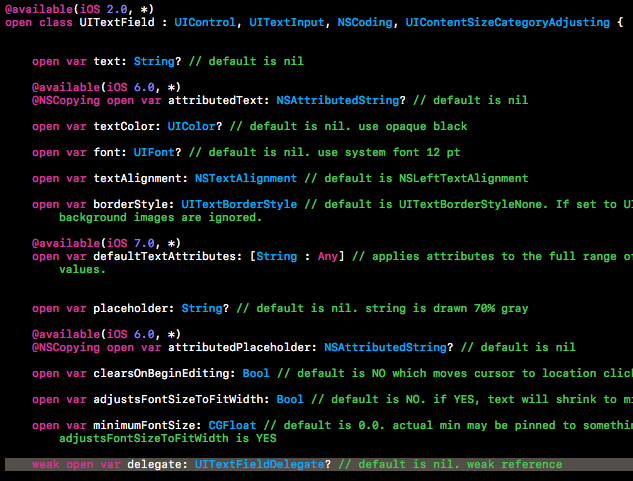 @available(iOS 2.0, *)
open class UITextField : UIControl, UITextInput, NSCoding, UIContentSizeCategoryAdjusting {
open var text: String? // default is nil
@available(iOS 6.0, *)
@NSCopying open var attributedText: NSAttributedString? // default is nil
open var textColor: UIColor? // default is nil. use opaque black
open var font: UIFont? // default is nil. use system font 12 pt
open var textAlignment: NSTextAlignment // default is NSLeftTextAlignment
open var borderStyle: UITextBorderStyle // default is UITextBorderStyleNone. If set to
background images are ignored.
@available(iOS 7.0, *)
open var defaultTextAttributes: [String : Any] // applies attributes to the full range of
values.
open var placeholder: String? // default is nil. string is drawn 70% gray
@available(iOS 6.0, *)
@NSCopying open var attributedPlaceholder: NSAttributedString? // default is nil
open var clearsOnBeginEditing: Bool // default is NO which moves cursor to location
open var adjustsFontSizeToFitWidth: Bool // default is NO. if YES, text will shrink to
open var minimumFontSize: CGFloat // default is 0.0. actual min may be pinned to
adjustsFontSizeToFitWidth is YES
weak open var delegate: UITextFieldDelegate? // default is nil. weak reference